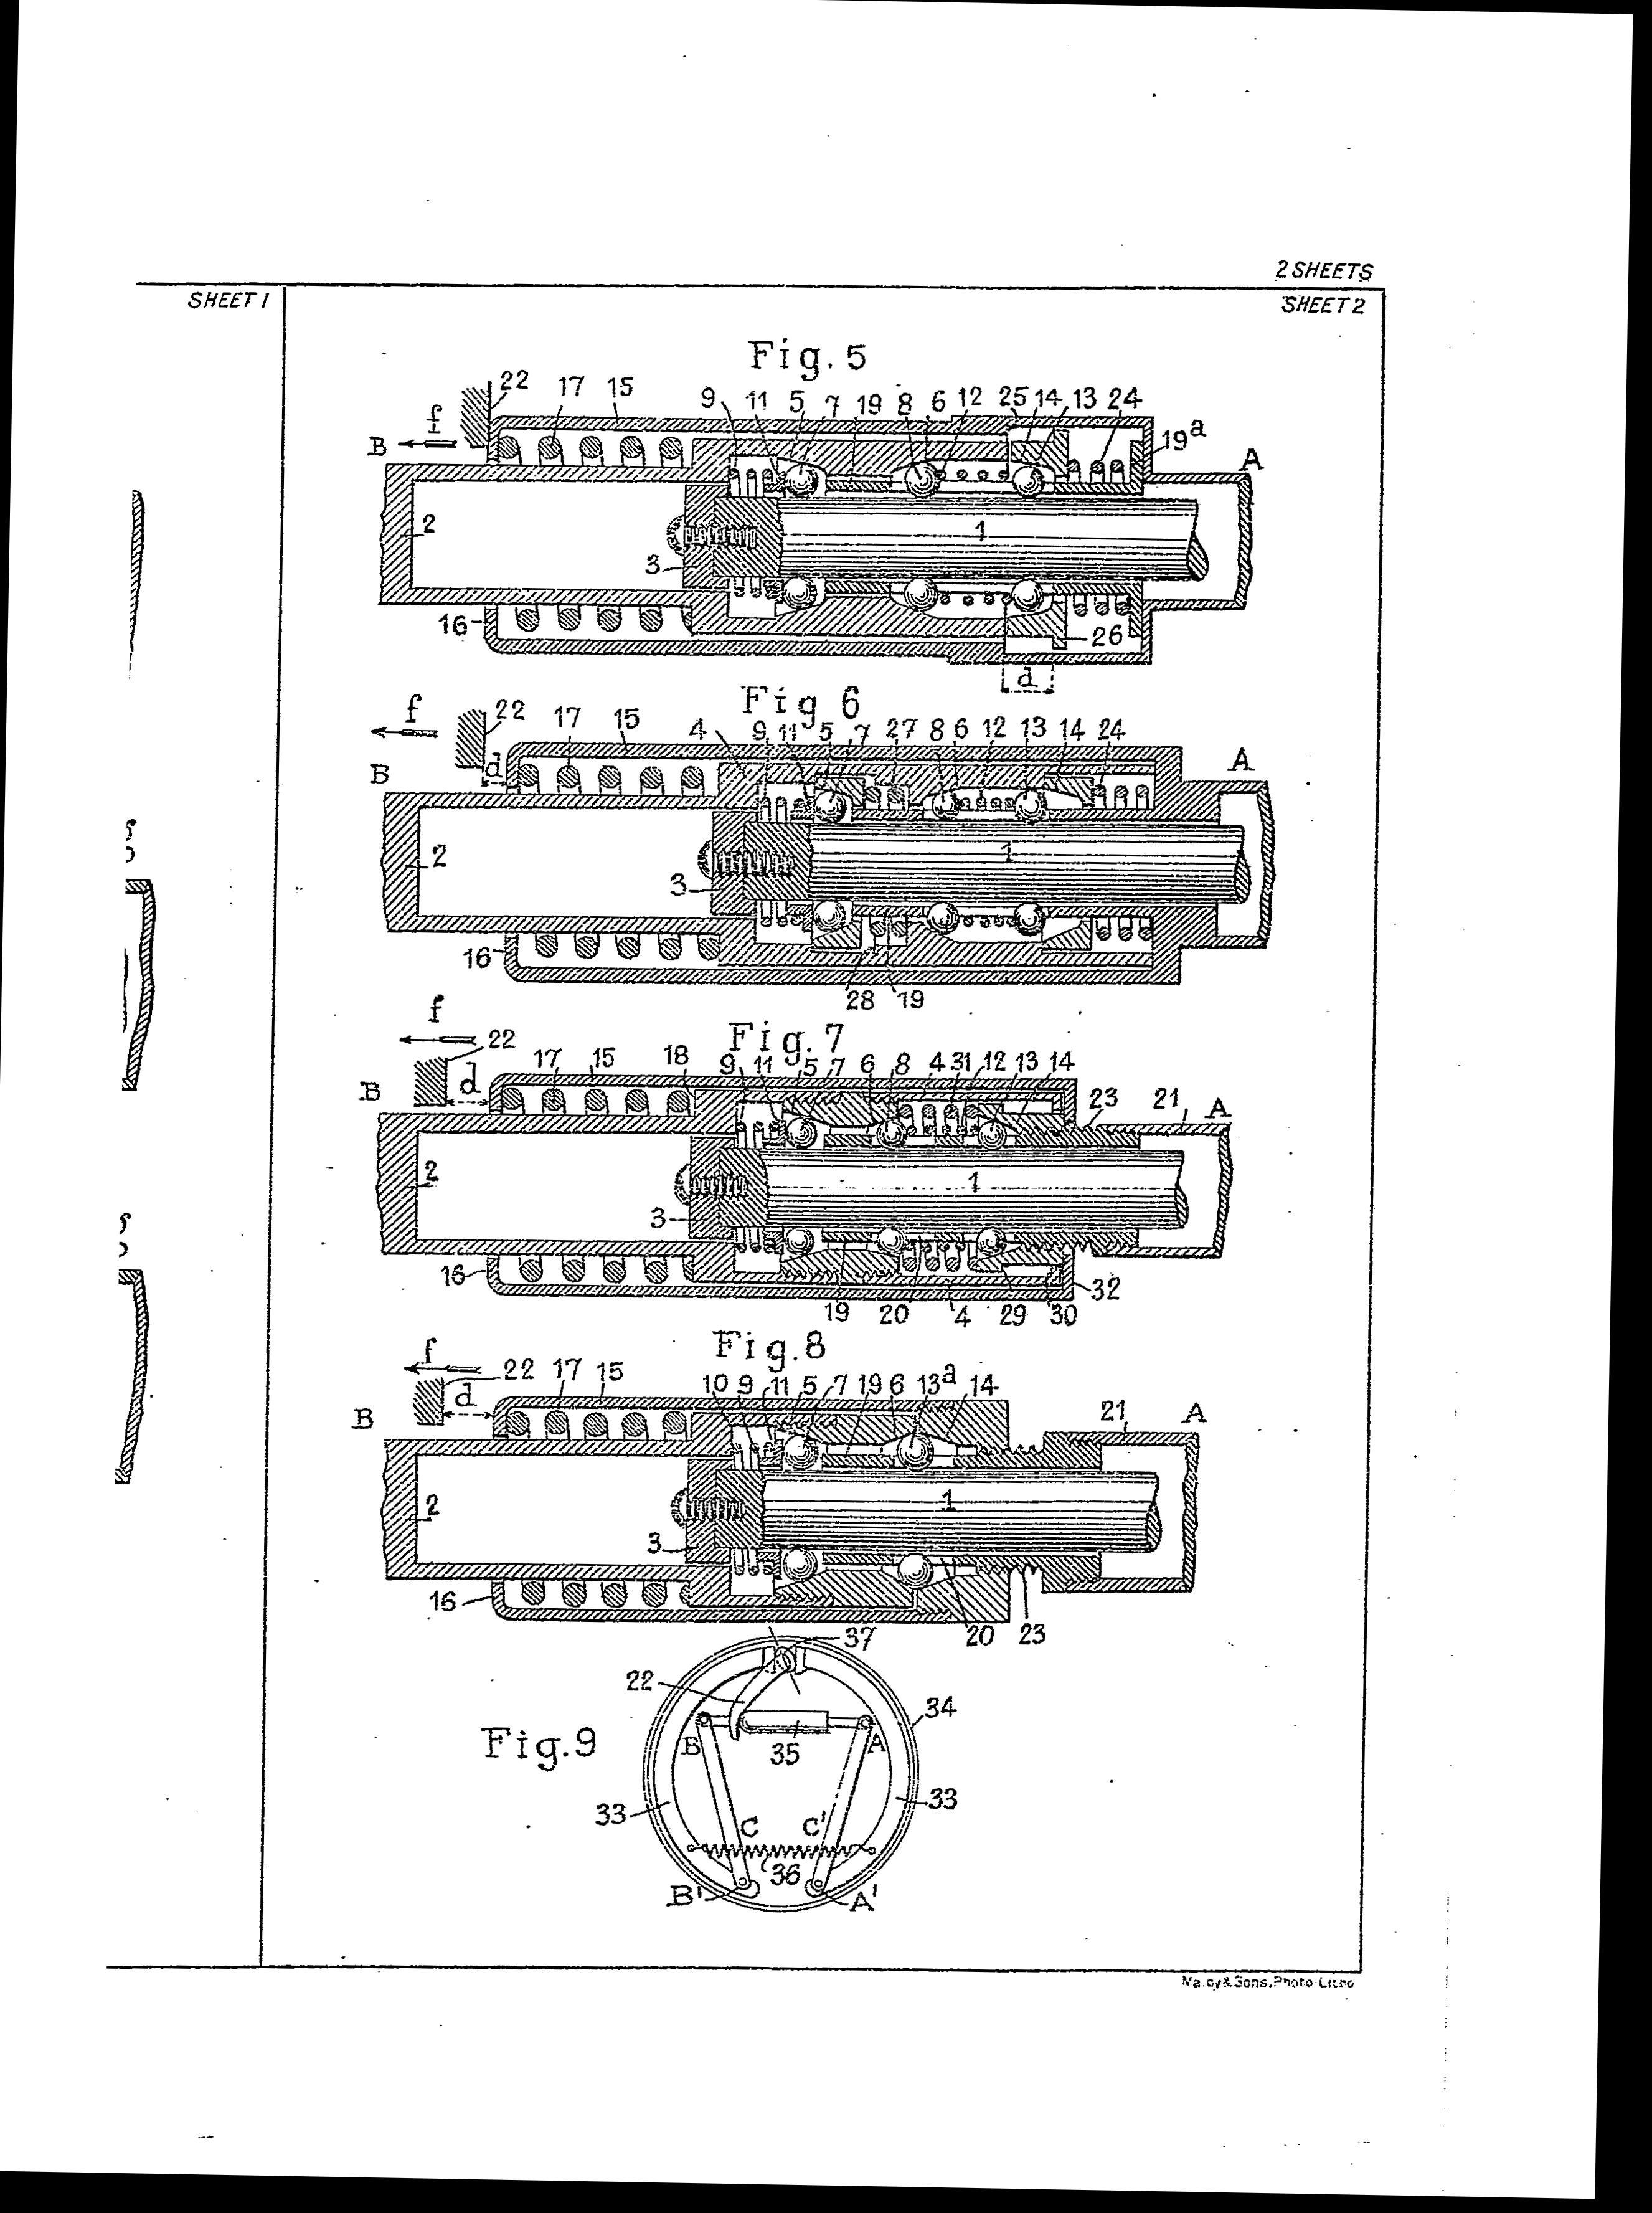 2 SHEETS
SHEET 1
SHEET 2
Fig. 5
22 17 15 9 11 5 7 19 8 6 12 25 14 13 24
f
B
19a
A
2
1
3
16
26
d
Fig 6
f
22 17 15 4 9 11 5 7 27 8 6 12 13 14 24
B
d
A
2
1
3
16
28 19
f
Fig. 7
22 17 15 18 9 11 5 7 6 8 4 31 12 13 14
B
d
23 21 A
2
1
3
16
32
19 20 4 29 30
Fig. 8
f
22 17 15 10 9 11 5 7 19 6 13a 14
B
d
21 A
2
1
3
16
20 23
37
22
34
Fig. 9
B 35 A
33 33
C C'
36
B' A'
&Sons, Photo-Litho